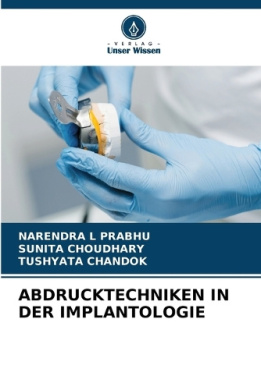 - VERLAG -
Unser Wissen
NARENDRA L PRABHU
SUNITA CHOUDHARY
TUSHYATA CHANDOK
ABDRUCKTECHNIKEN IN
DER IMPLANTOLOGIE